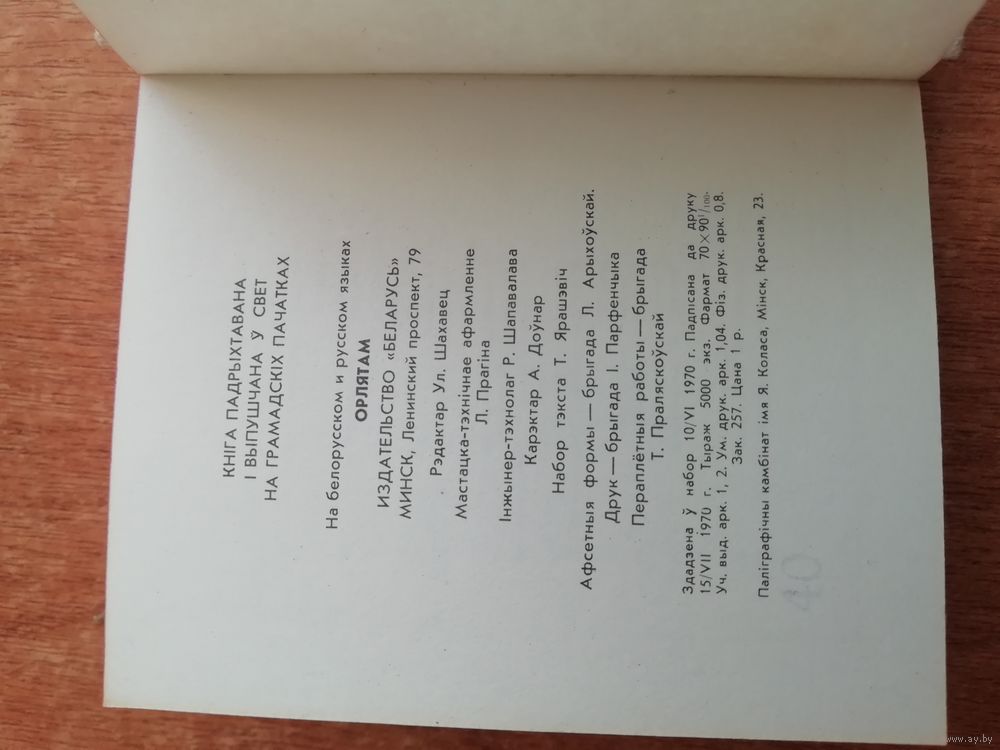 КНІГА ПАДРЫХТАВАНА
І ВЫПУШЧАНА Ў СВЕТ
НА ГРАМАДСКІХ ПАЧАТКАХ
На белорусском и русском языках
ОРЛЯТАМ
ИЗДАТЕЛЬСТВО «БЕЛАРУСЬ»
МИНСК, Ленинский проспект, 79
Рэдактар Ул. Шахавец
Мастацка-тэхнічнае афармленне
Л. Прагіна
Інжынер-тэхнолаг Р. Шапавалава
Карэктар А. Доўнар
Набор тэкста Т. Ярашэвіч
Афсетныя формы — брыгада Л. Арыхоўскай.
Друк — брыгада І. Парфенчыка
Пераплётныя работы — брыгада
Т. Праляскоўскай
Здадзена ў набор 10/VI 1970 г. Падпісана да друку
15/VII 1970 г. Тыраж 5000 экз. Фармат 70×90¹/₁₀₀.
Уч. выд. арк. 1, 2. Ум. друк. арк. 1,04. Фіз. друк. арк. 0,8.
Зак. 257. Цана 1 р.
Паліграфічны камбінат імя Я. Коласа, Мінск, Красная, 23.
40
www.ay.by